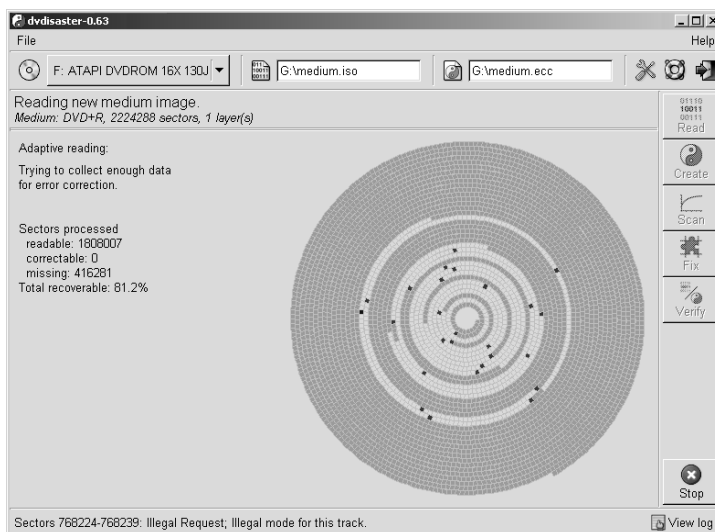 dvdisaster-0.63
File
Help
F: ATAPI DVDROM 16X 130J
G:\medium.iso
G:\medium.ecc
Reading new medium image.
Medium: DVD+R, 2224288 sectors, 1 layer(s)
Adaptive reading:
Trying to collect enough data
for error correction.
Sectors processed
readable: 1808007
correctable: 0
missing: 416281
Total recoverable: 81.2%
01110
10011
00111
Read
Create
Scan
Fix
Verify
Stop
Sectors 768224-768239: Illegal Request; Illegal mode for this track.
View log